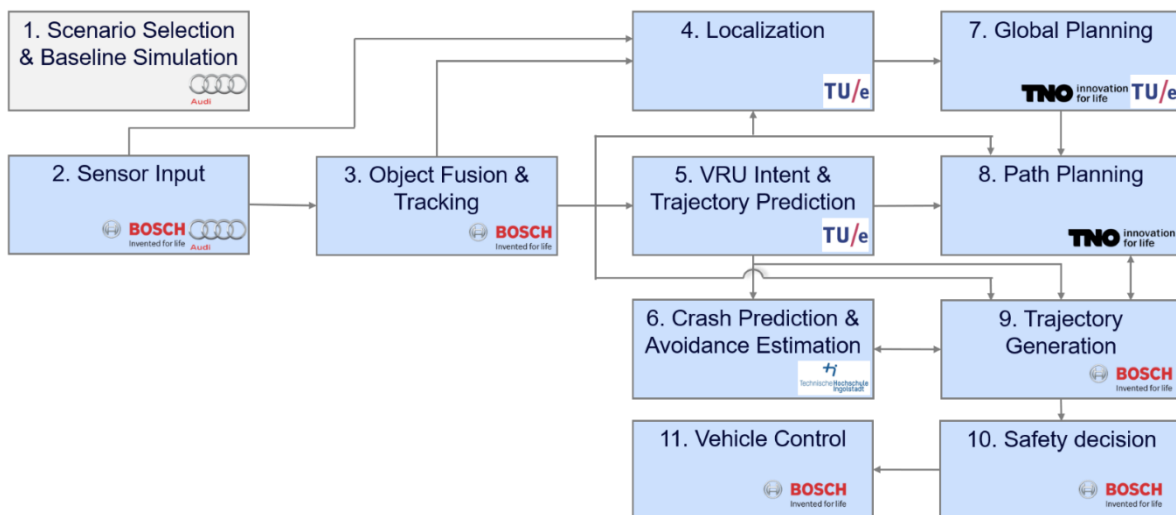 1. Scenario Selection
& Baseline Simulation
Audi
2. Sensor Input
BOSCH
Invented for life
Audi
3. Object Fusion &
Tracking
BOSCH
Invented for life
4. Localization
TU/e
5. VRU Intent &
Trajectory Prediction
TU/e
6. Crash Prediction &
Avoidance Estimation
Technische Hochschule
Ingolstadt
7. Global Planning
TNO innovation
for life
TU/e
8. Path Planning
TNO innovation
for life
9. Trajectory
Generation
BOSCH
Invented for life
10. Safety decision
BOSCH
Invented for life
11. Vehicle Control
BOSCH
Invented for life